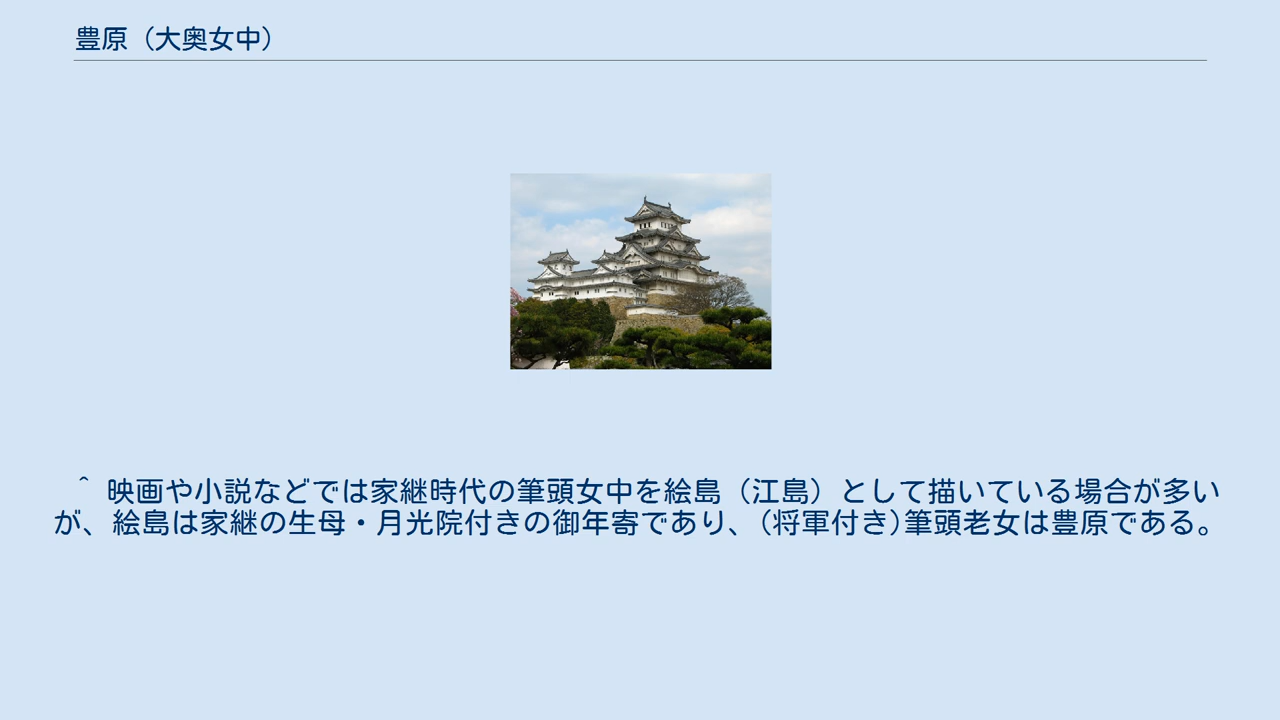 豊原（大奥女中）
＾ 映画や小説などでは家継時代の筆頭女中を絵島（江島）として描いている場合が多い
が、絵島は家継の生母・月光院付きの御年寄であり、(将軍付き)筆頭老女は豊原である。